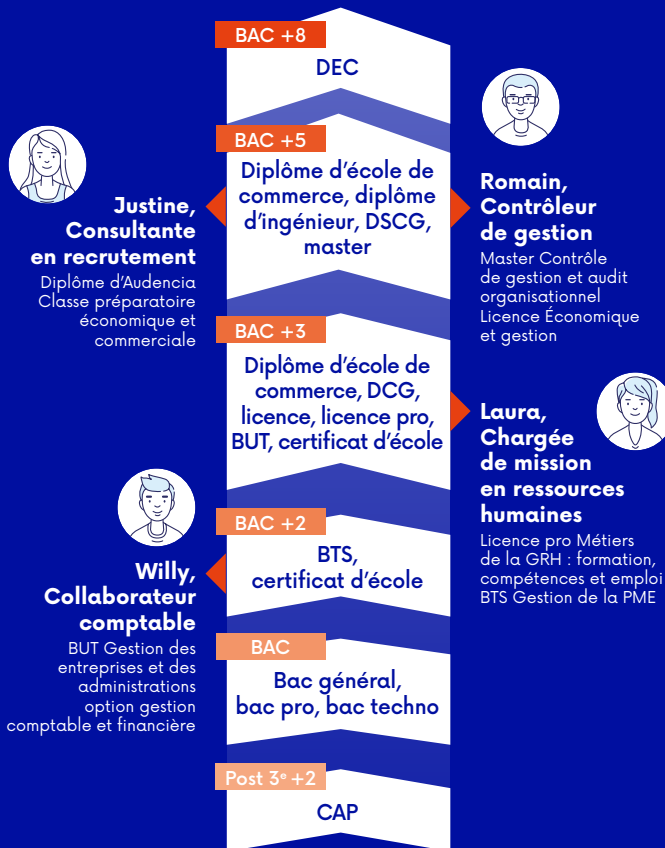 BAC +8
DEC
BAC +5
Diplôme d'école de
commerce, diplôme
d'ingénieur, DSCG,
master
Justine,
Consultante
en recrutement
Diplôme d'Audencia
Classe préparatoire
économique et
commerciale
Romain,
Contrôleur
de gestion
Master Contrôle
de gestion et audit
organisationnel
Licence Économique
et gestion
BAC +3
Diplôme d'école de
commerce, DCG,
licence, licence pro,
BUT, certificat d'école
Laura,
Chargée
de mission
en ressources
humaines
Licence pro Métiers
de la GRH : formation,
compétences et emploi
BTS Gestion de la PME
BAC +2
BTS,
certificat d'école
Willy,
Collaborateur
comptable
BUT Gestion des
entreprises et des
administrations
option gestion
comptable et financière
BAC
Bac général,
bac pro, bac techno
Post 3ᵉ +2
CAP